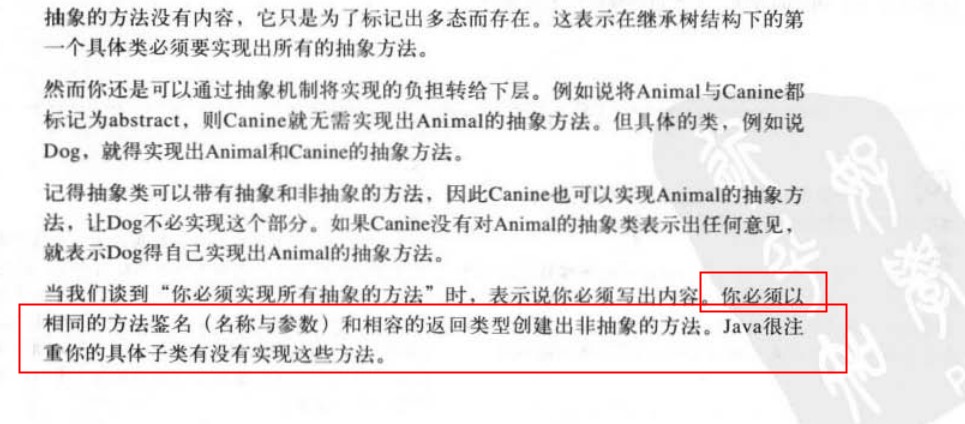 抽象的方法没有内容，它只是为了标记出多态而存在。这表示在继承树结构下的第
一个具体类必须要实现出所有的抽象方法。
然而你还是可以通过抽象机制将实现的负担转给下层。例如说将Animal与Canine都
标记为abstract，则Canine就无需实现出Animal的抽象方法。但具体的类，例如说
Dog，就得实现出Animal和Canine的抽象方法。
记得抽象类可以带有抽象和非抽象的方法，因此Canine也可以实现Animal的抽象方
法，让Dog不必实现这个部分。如果Canine没有对Animal的抽象类表示出任何意见，
就表示Dog得自己实现出Animal的抽象方法。
当我们谈到“你必须实现所有抽象的方法”时，表示说你必须写出内容。你必须以
相同的方法鉴名（名称与参数）和相容的返回类型创建出非抽象的方法。Java很注
重你的具体子类有没有实现这些方法。